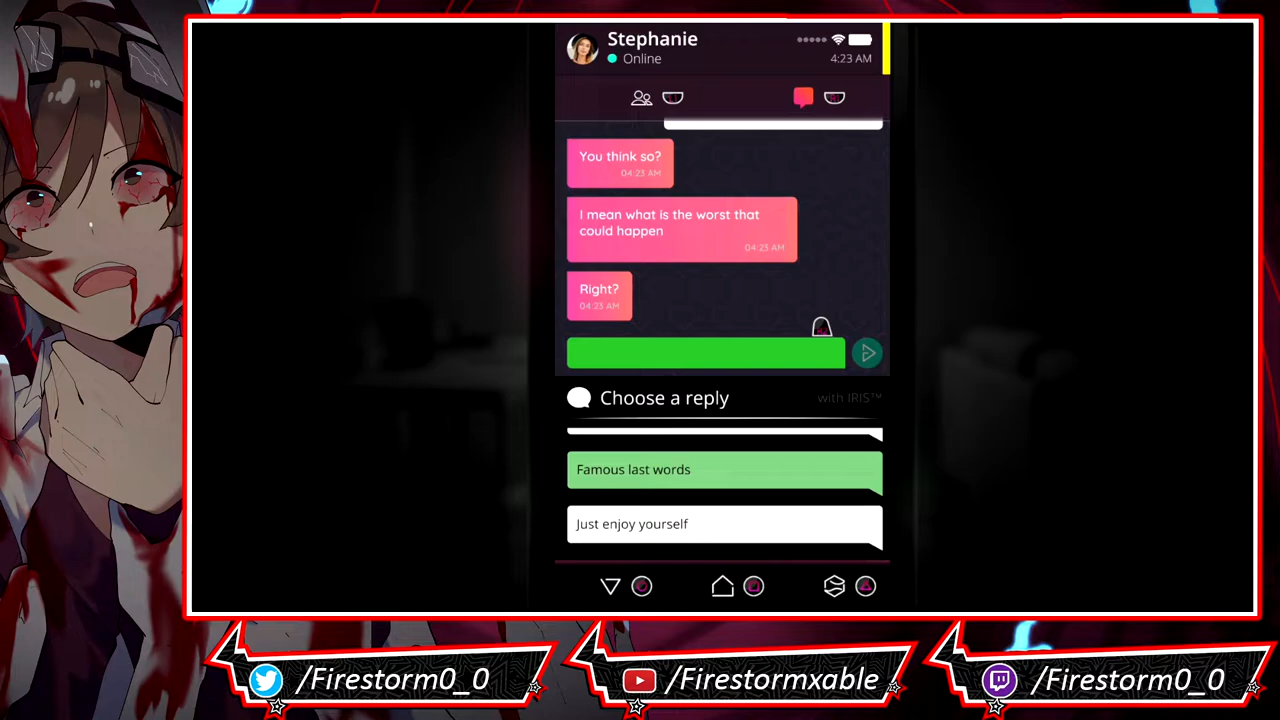 Stephanie
Online
4:23 AM
You think so?
04:23 AM
I mean what is the worst that
could happen
04:23 AM
Right?
04:23 AM
Choose a reply
with IRIS™
Famous last words
Just enjoy yourself
/Firestorm0_0
/Firestormxable
/Firestorm0_0